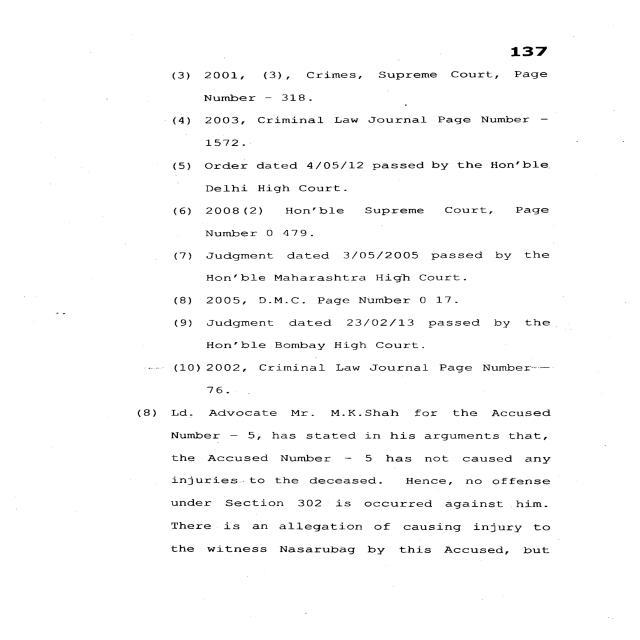 137
(3) 2001, (3), Crimes, Supreme Court, Page
Number – 318.
(4) 2003, Criminal Law Journal Page Number –
1572.
(5) Order dated 4/05/12 passed by the Hon'ble
Delhi High Court.
(6) 2008(2) Hon'ble Supreme Court, Page
Number 0 479.
(7) Judgment dated 3/05/2005 passed by the
Hon'ble Maharashtra High Court.
(8) 2005, D.M.C. Page Number 0 17.
(9) Judgment dated 23/02/13 passed by the
Hon'ble Bombay High Court.
(10) 2002, Criminal Law Journal Page Number –
76.
(8) Ld. Advocate Mr. M.K.Shah for the Accused
Number – 5, has stated in his arguments that,
the Accused Number – 5 has not caused any
injuries to the deceased. Hence, no offense
under Section 302 is occurred against him.
There is an allegation of causing injury to
the witness Nasarubag by this Accused, but